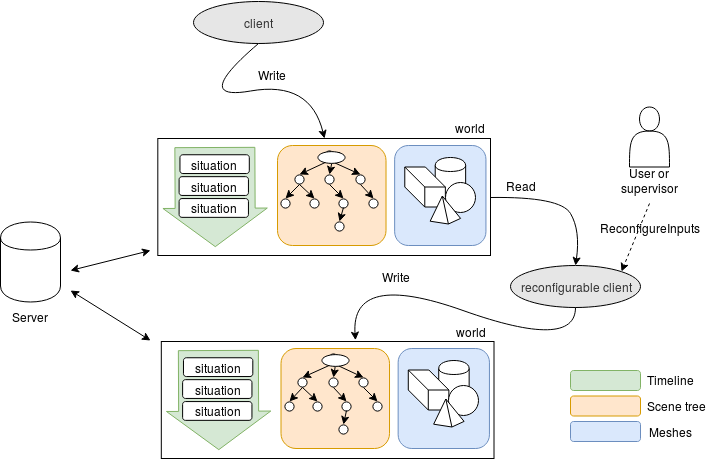 client
Write
world
situation
situation
situation
Read
User or
supervisor
ReconfigureInputs
Server
Write
reconfigurable client
world
situation
situation
situation
Timeline
Scene tree
Meshes